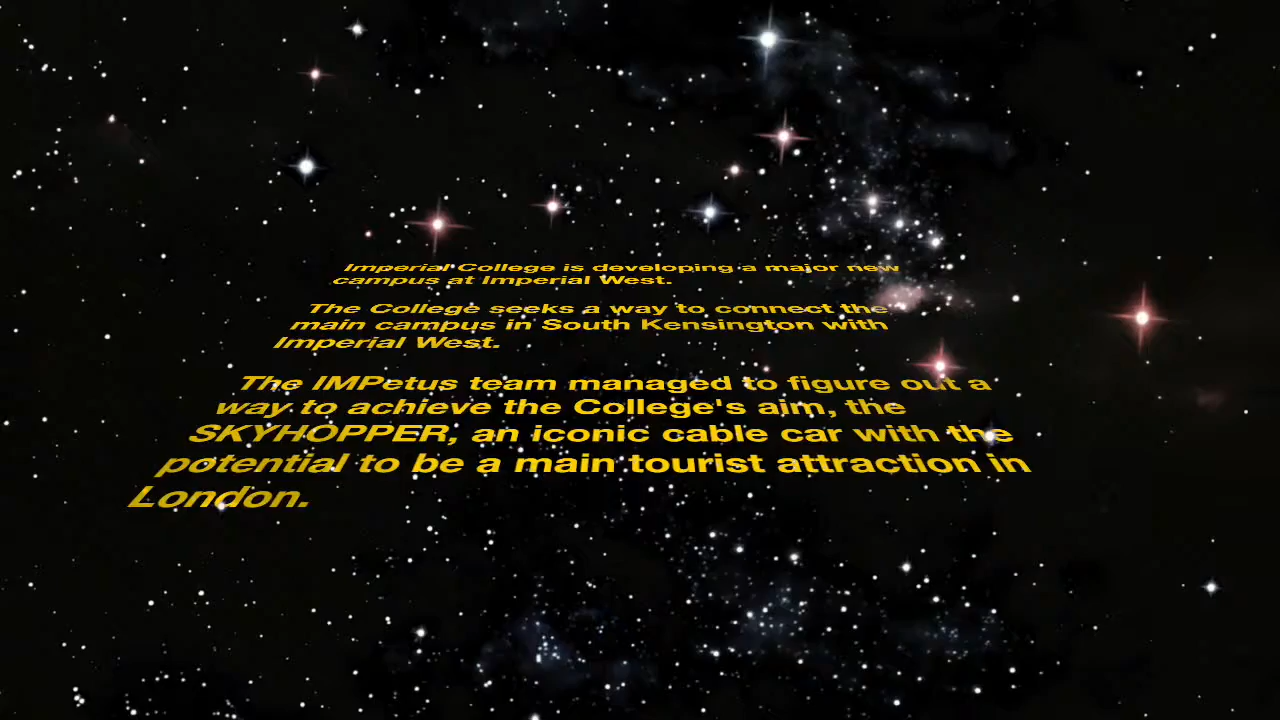 Imperial College is developing a major new
campus at Imperial West.
The College seeks a way to connect the
main campus in South Kensington with
Imperial West.
The IMPetus team managed to figure out a
way to achieve the College's aim, the
SKYHOPPER, an iconic cable car with the
potential to be a main tourist attraction in
London.